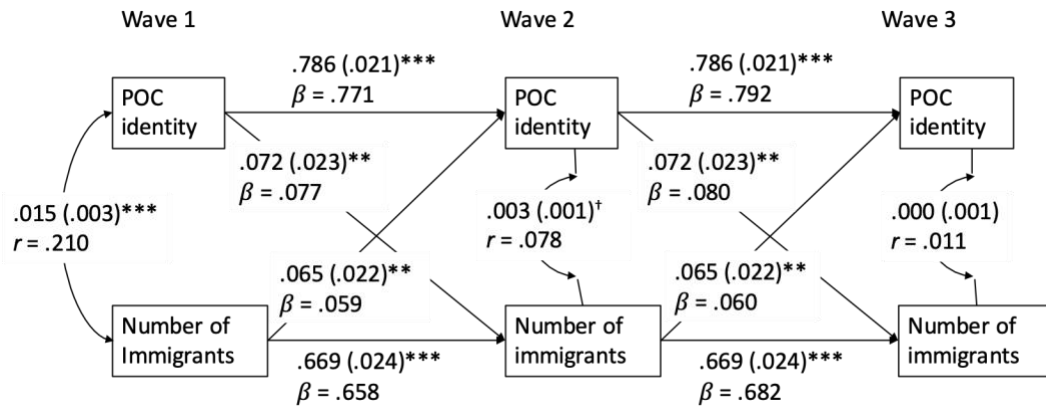 Wave 1
Wave 2
Wave 3
.786 (.021)***
β = .771
.786 (.021)***
β = .792
POC
identity
POC
identity
POC
identity
.072 (.023)**
β = .077
.072 (.023)**
β = .080
.015 (.003)***
r = .210
.003 (.001)†
r = .078
.000 (.001)
r = .011
.065 (.022)**
β = .059
.065 (.022)**
β = .060
Number of
Immigrants
Number of
immigrants
Number of
immigrants
.669 (.024)***
β = .658
.669 (.024)***
β = .682